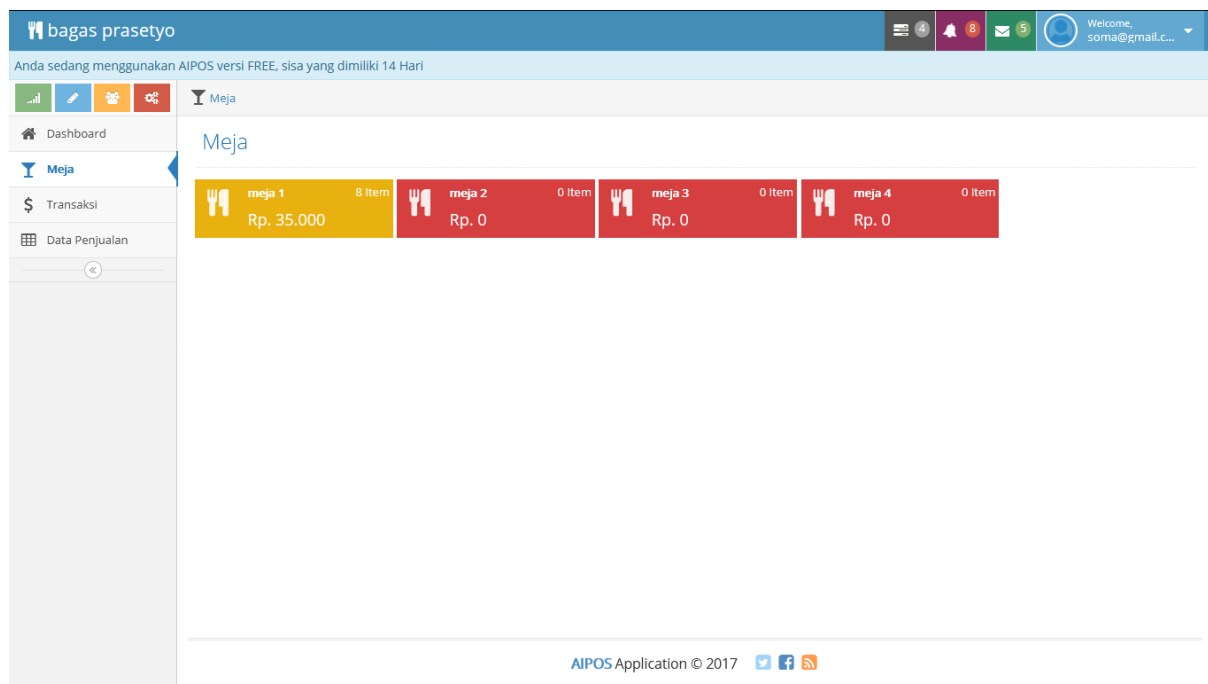 bagas prasetyo
4
8
5
Welcome,
soma@gmail.c...
Anda sedang menggunakan AIPOS versi FREE, sisa yang dimiliki 14 Hari
Meja
Dashboard
Meja
Transaksi
Data Penjualan
Meja
meja 1 8 Item
Rp. 35.000
meja 2 0 Item
Rp. 0
meja 3 0 Item
Rp. 0
meja 4 0 Item
Rp. 0
AIPOS Application © 2017